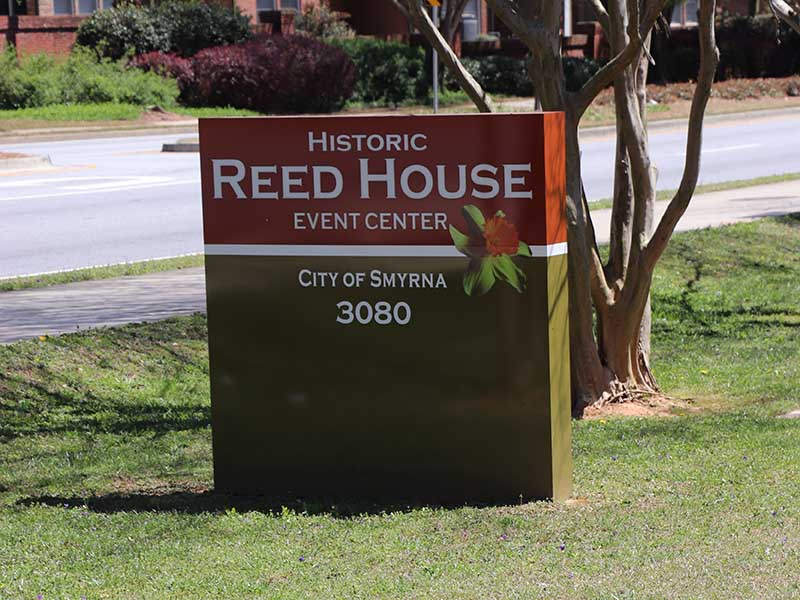 Historic
Reed House
Event Center
City of Smyrna
3080